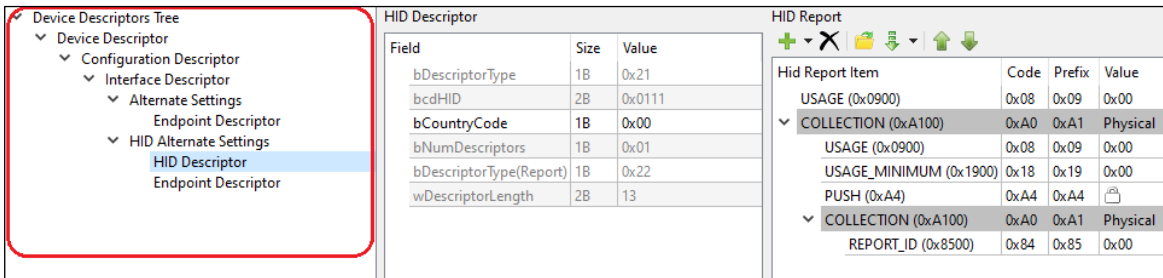 Device Descriptors Tree
Device Descriptor
Configuration Descriptor
Interface Descriptor
Alternate Settings
Endpoint Descriptor
HID Alternate Settings
HID Descriptor
Endpoint Descriptor
HID Descriptor
Field Size Value
bDescriptorType 1B 0x21
bcdHID 2B 0x0111
bCountryCode 1B 0x00
bNumDescriptors 1B 0x01
bDescriptorType(Report) 1B 0x22
wDescriptorLength 2B 13
HID Report
Hid Report Item Code Prefix Value
USAGE (0x0900) 0x08 0x09 0x00
COLLECTION (0xA100) 0xA0 0xA1 Physical
USAGE (0x0900) 0x08 0x09 0x00
USAGE_MINIMUM (0x1900) 0x18 0x19 0x00
PUSH (0xA4) 0xA4 0xA4
COLLECTION (0xA100) 0xA0 0xA1 Physical
REPORT_ID (0x8500) 0x84 0x85 0x00